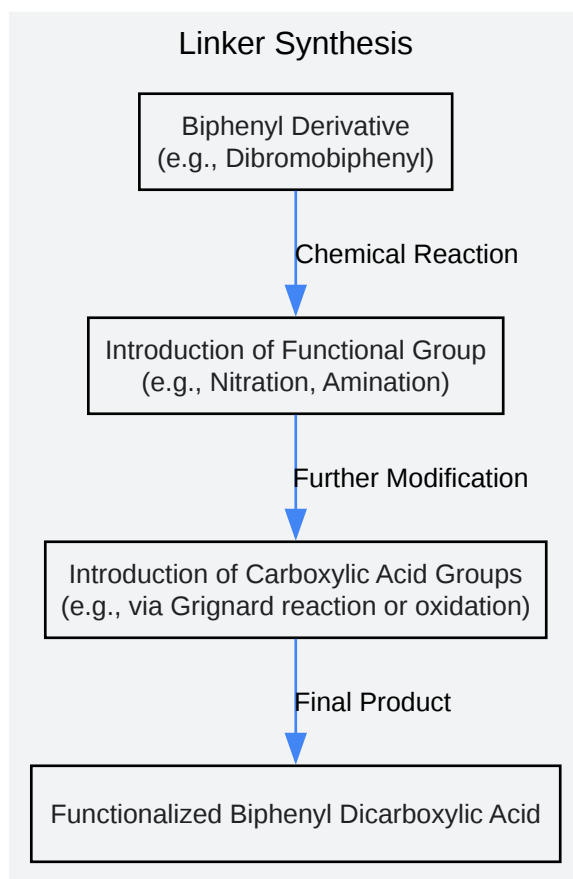 Linker Synthesis
Biphenyl Derivative
(e.g., Dibromobiphenyl)
Chemical Reaction
Introduction of Functional Group
(e.g., Nitration, Amination)
Further Modification
Introduction of Carboxylic Acid Groups
(e.g., via Grignard reaction or oxidation)
Final Product
Functionalized Biphenyl Dicarboxylic Acid